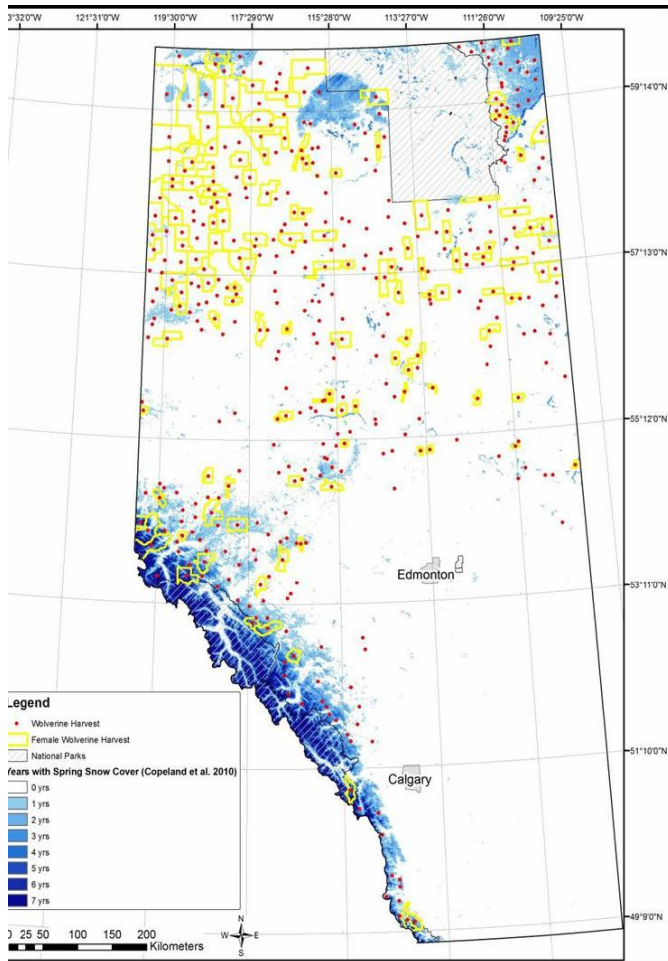 3°32'0"W 121°31'0"W 119°30'0"W 117°29'0"W 115°28'0"W 113°27'0"W 111°26'0"W 109°25'0"W
59°14'0"N
57°13'0"N
55°12'0"N
Edmonton
53°11'0"N
Legend
Wolverine Harvest
Female Wolverine Harvest
National Parks
Years with Spring Snow Cover (Copeland et al. 2010)
0 yrs
1 yrs
2 yrs
3 yrs
4 yrs
5 yrs
6 yrs
7 yrs
51°10'0"N
Calgary
49°9'0"N
N
W E
S
0 25 50 100 150 200
Kilometers